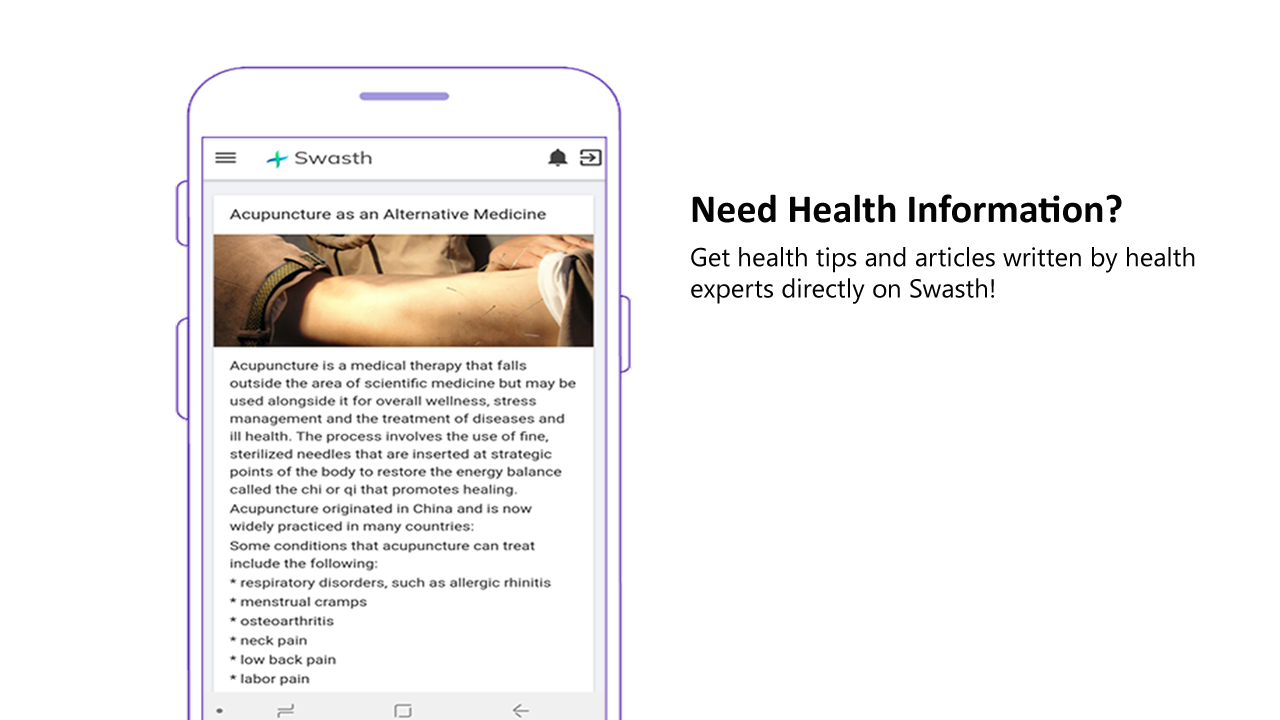 Swasth
Acupuncture as an Alternative Medicine
Acupuncture is a medical therapy that falls
outside the area of scientific medicine but may be
used alongside it for overall wellness, stress
management and the treatment of diseases and
ill health. The process involves the use of fine,
sterilized needles that are inserted at strategic
points of the body to restore the energy balance
called the chi or qi that promotes healing.
Acupuncture originated in China and is now
widely practiced in many countries:
Some conditions that acupuncture can treat
include the following:
* respiratory disorders, such as allergic rhinitis
* menstrual cramps
* osteoarthritis
* neck pain
* low back pain
* labor pain
Need Health Information?
Get health tips and articles written by health
experts directly on Swasth!